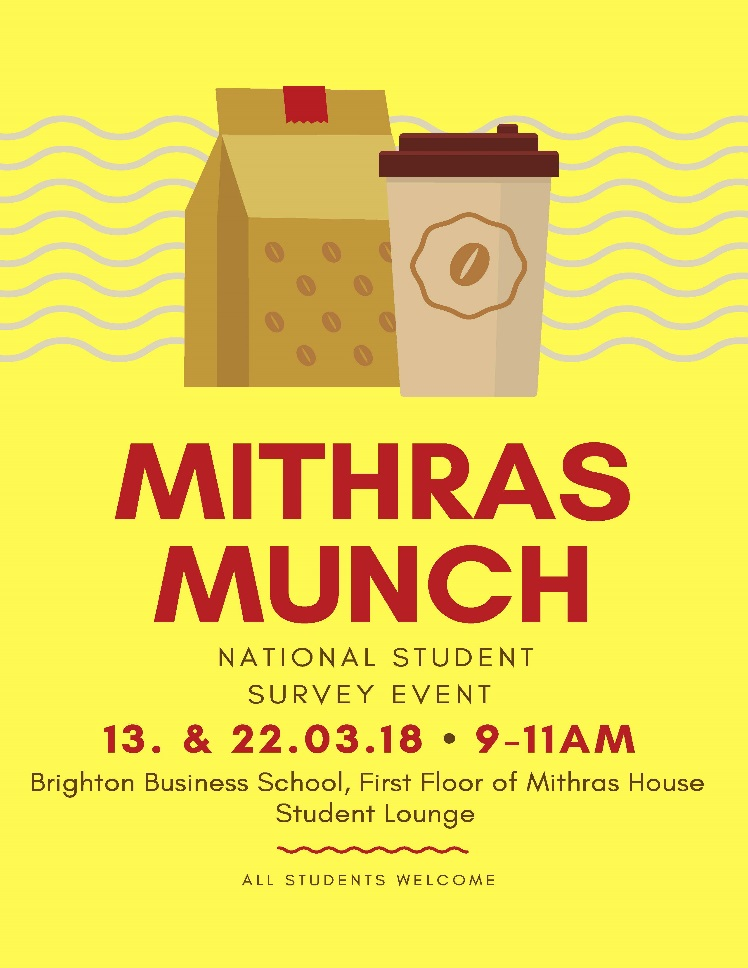 MITHRAS
MUNCH
NATIONAL STUDENT
SURVEY EVENT
13. & 22.03.18 • 9-11AM
Brighton Business School, First Floor of Mithras House
Student Lounge
ALL STUDENTS WELCOME